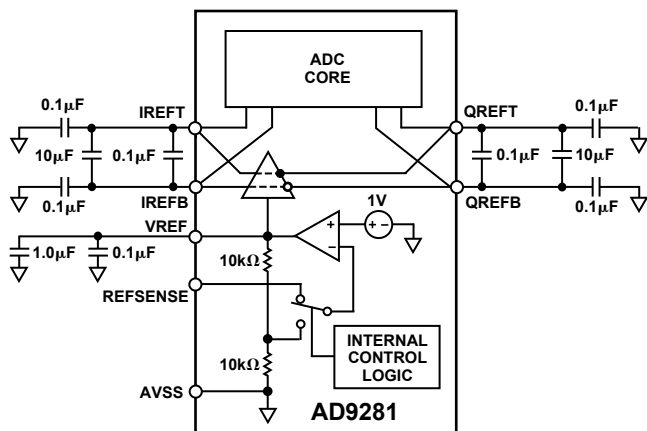 ADC
CORE
0.1µF
IREFT
QREFT
0.1µF
10µF
0.1µF
0.1µF
10µF
0.1µF
IREFB
QREFB
0.1µF
VREF
1V
+ –
+
–
1.0µF
0.1µF
10kΩ
REFSENSE
INTERNAL
CONTROL
LOGIC
10kΩ
AVSS
AD9281